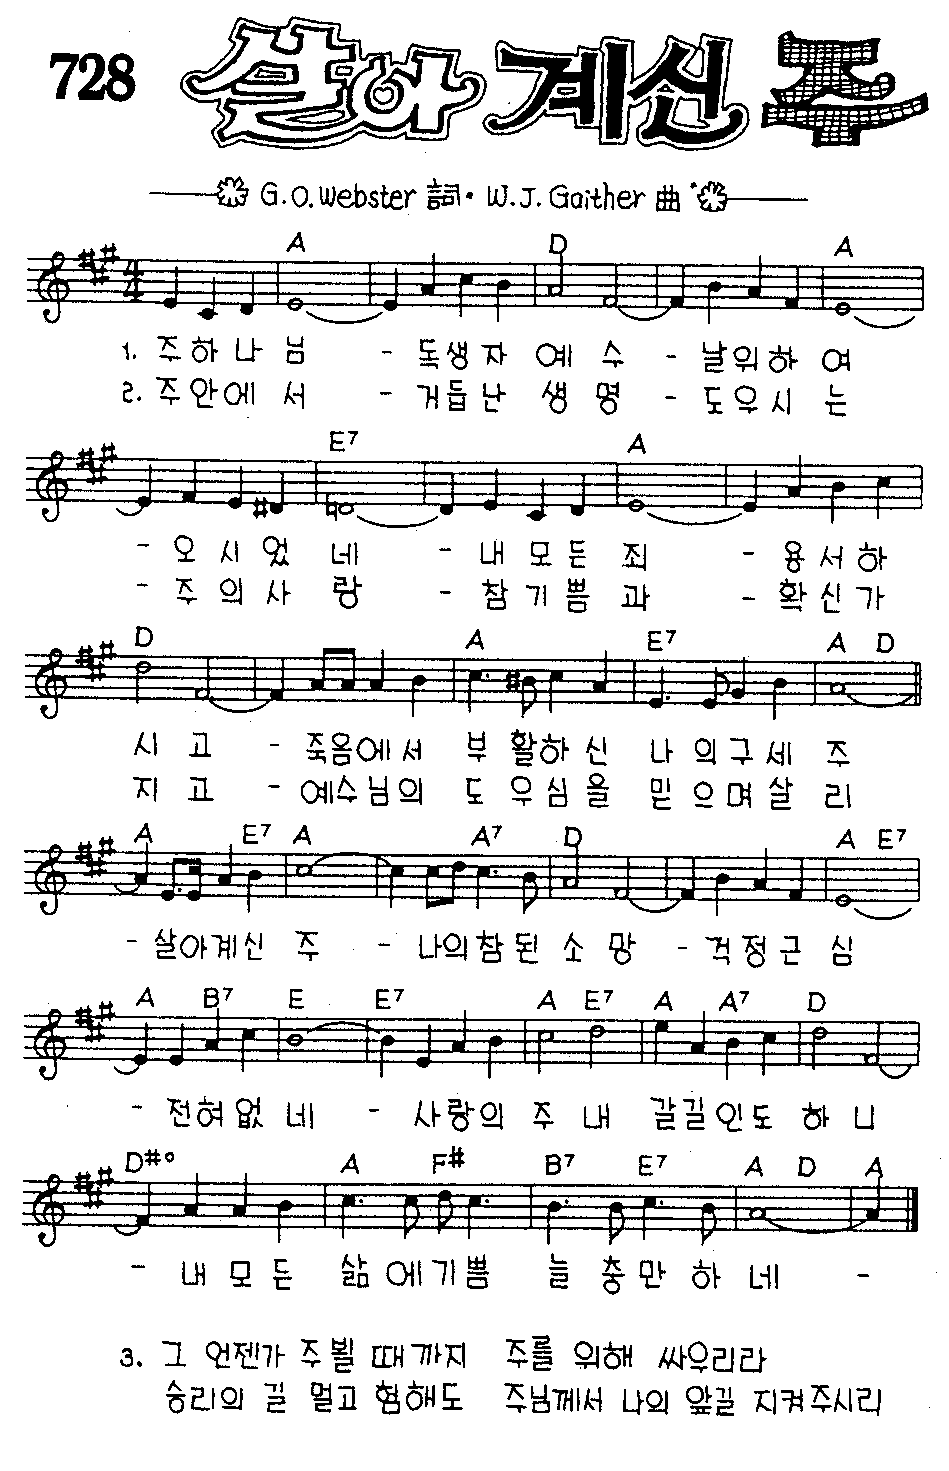 728 살아계신 주
G.O.Webster 詞· W.J.Gaither 曲
A D A
4
4
1. 주하나님 - 독생자 예수 - 날위하여
2. 주안에서 - 거듭난 생명 - 도우시는
E7 A
- 오시었네 - 내모든죄 - 용서하
- 주의사랑 - 참기쁨과 - 확신가
D A E7 A D
시고 - 죽음에서 부활하신 나의구세주
지고 - 예수님의 도우심을 믿으며살리
A E7 A A7 D A E7
- 살아계신 주 - 나의참된소망 - 걱정근심
A B7 E E7 A E7 A A7 D
- 전혀없네 - 사랑의 주 내 갈길인도하니
D#° A F# B7 E7 A D A
- 내모든 삶에기쁨 늘충만하네 -
3. 그 언젠가 주뵐 때까지 주를 위해 싸우리라
승리의 길 멀고 험해도 주님께서 나의 앞길 지켜주시리